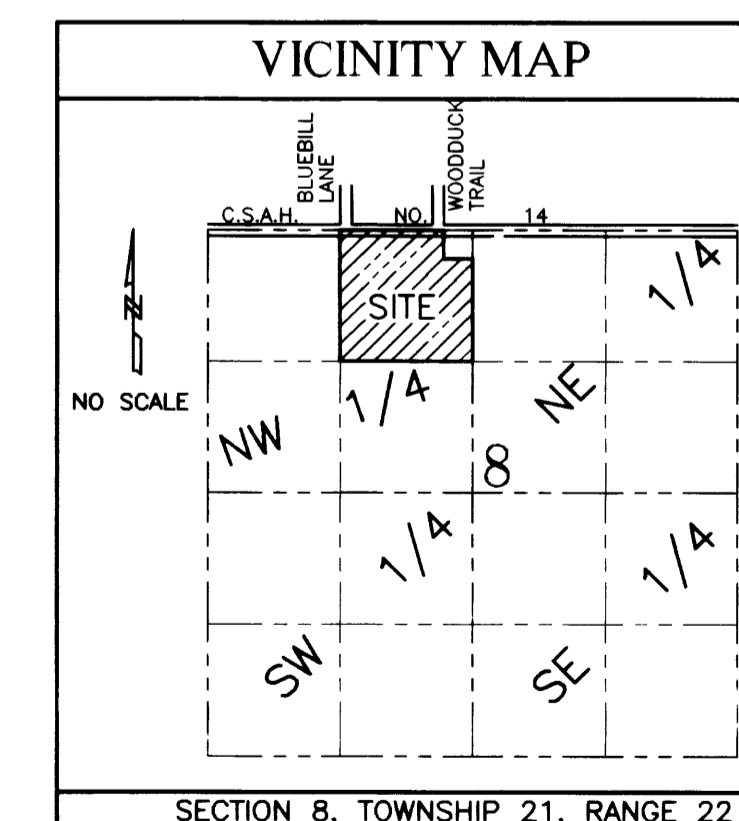 VICINITY MAP
BLUEBILL
LANE
WOODDUCK
TRAIL
C.S.A.H. NO. 14
SITE
1/4
N
NO SCALE
1/4
NE
NW
8
1/4
1/4
SW
SE
SECTION 8, TOWNSHIP 21, RANGE 22